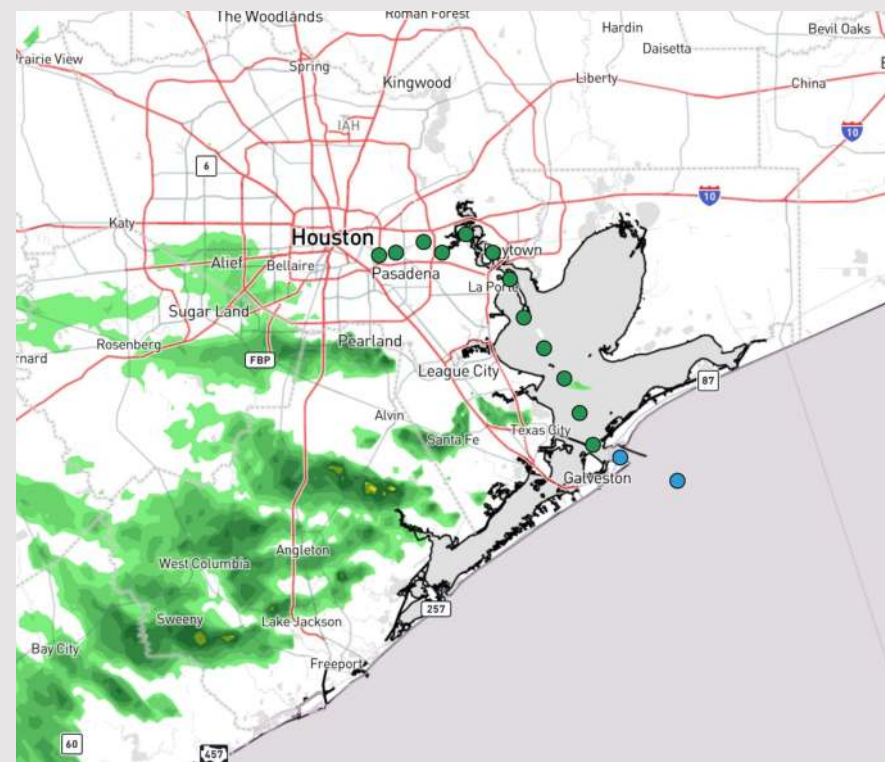 The Woodlands
Roman Forest
Hardin
Bevil Oaks
Daisetta
Prairie View
Spring
Kingwood
Liberty
China
IAH
10
6
10
Katy
Houston
ytown
Alief
Bellaire
Pasadena
La Porte
Sugar Land
Rosenberg
Pearland
rnard
FBP
League City
87
Alvin
Santa Fe
Texas City
Galveston
Angleton
West Columbia
257
Sweeny
Lake Jackson
Bay City
Freeport
60
457